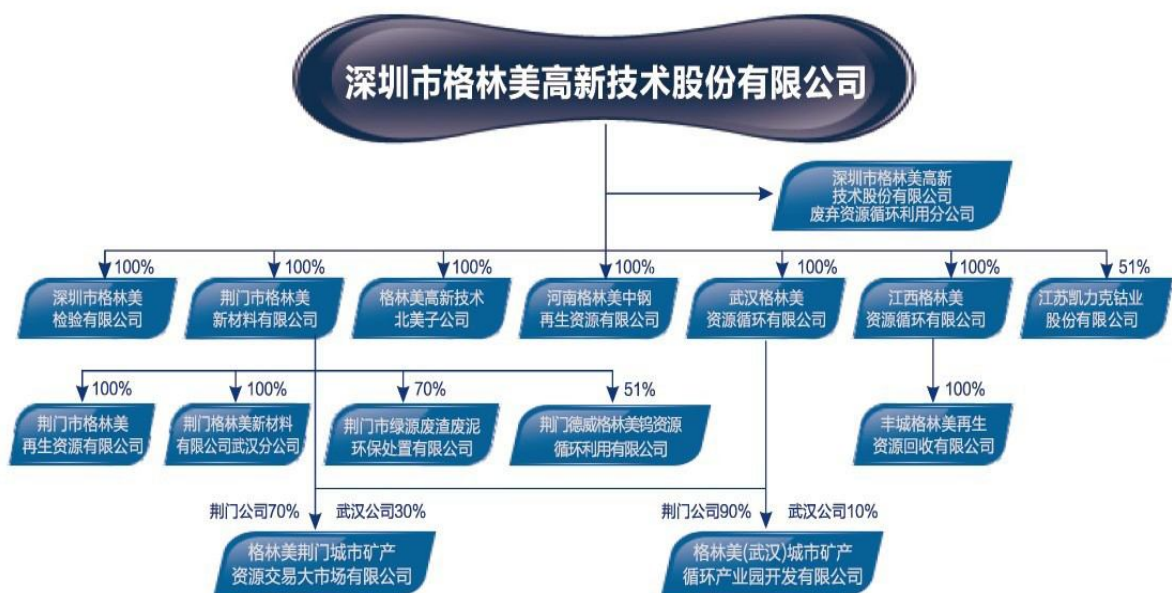 深圳市格林美高新技术股份有限公司
深圳市格林美高新
技术股份有限公司
废弃资源循环利用分公司
100%
100%
100%
100%
100%
100%
51%
深圳市格林美
检验有限公司
荆门市格林美
新材料有限公司
格林美高新技术
北美子公司
河南格林美中钢
再生资源有限公司
武汉格林美
资源循环有限公司
江西格林美
资源循环有限公司
江苏凯力克钴业
股份有限公司
100%
100%
70%
51%
100%
荆门市格林美
再生资源有限公司
荆门格林美新材料
有限公司武汉分公司
荆门市绿源废渣废泥
环保处置有限公司
荆门德威格林美钨资源
循环利用有限公司
丰城格林美再生
资源回收有限公司
荆门公司70%
武汉公司30%
荆门公司90%
武汉公司10%
格林美荆门城市矿产
资源交易大市场有限公司
格林美(武汉)城市矿产
循环产业园开发有限公司